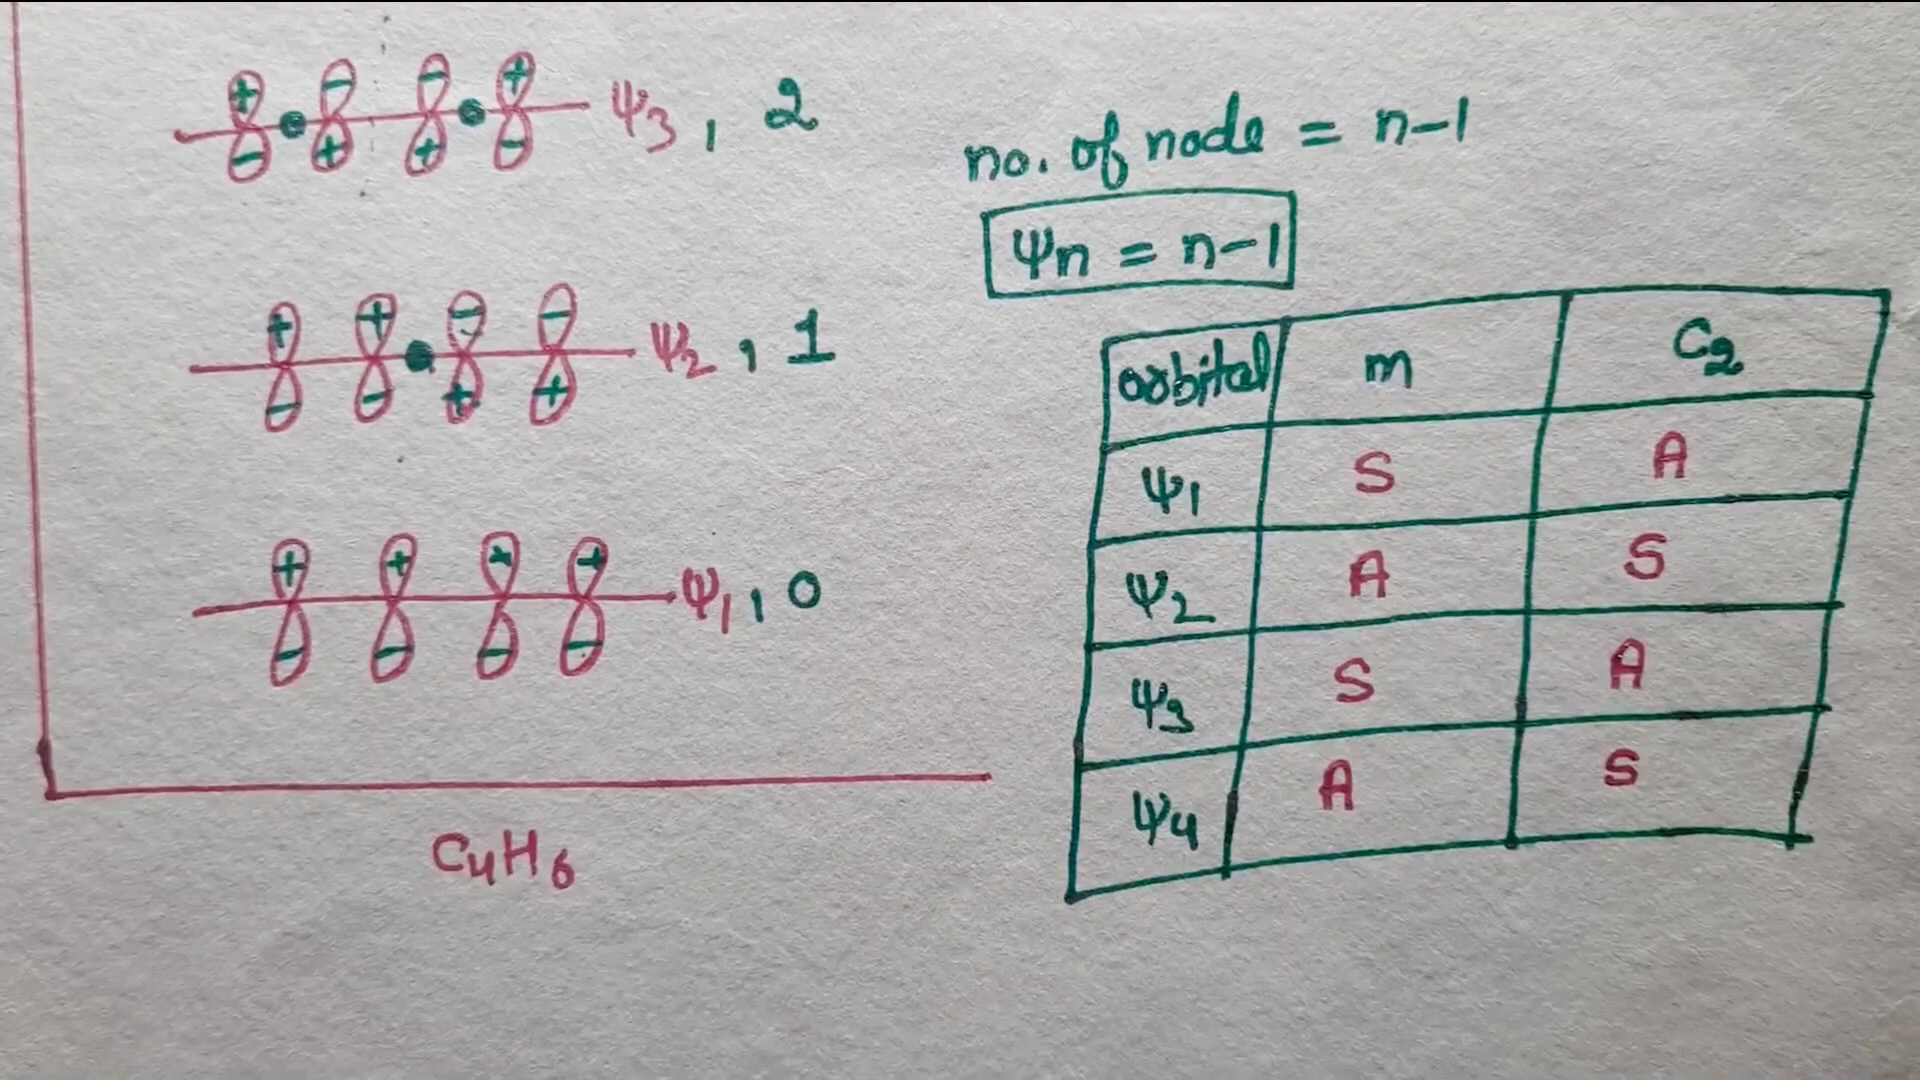 + − − +
− + + −
ψ3, 2
+ + − −
− − + +
ψ2, 1
+ + + +
− − − −
ψ1, 0
C4H6
no. of node = n-1
ψn = n-1
orbital m C2
ψ1 S A
ψ2 A S
ψ3 S A
ψ4 A S